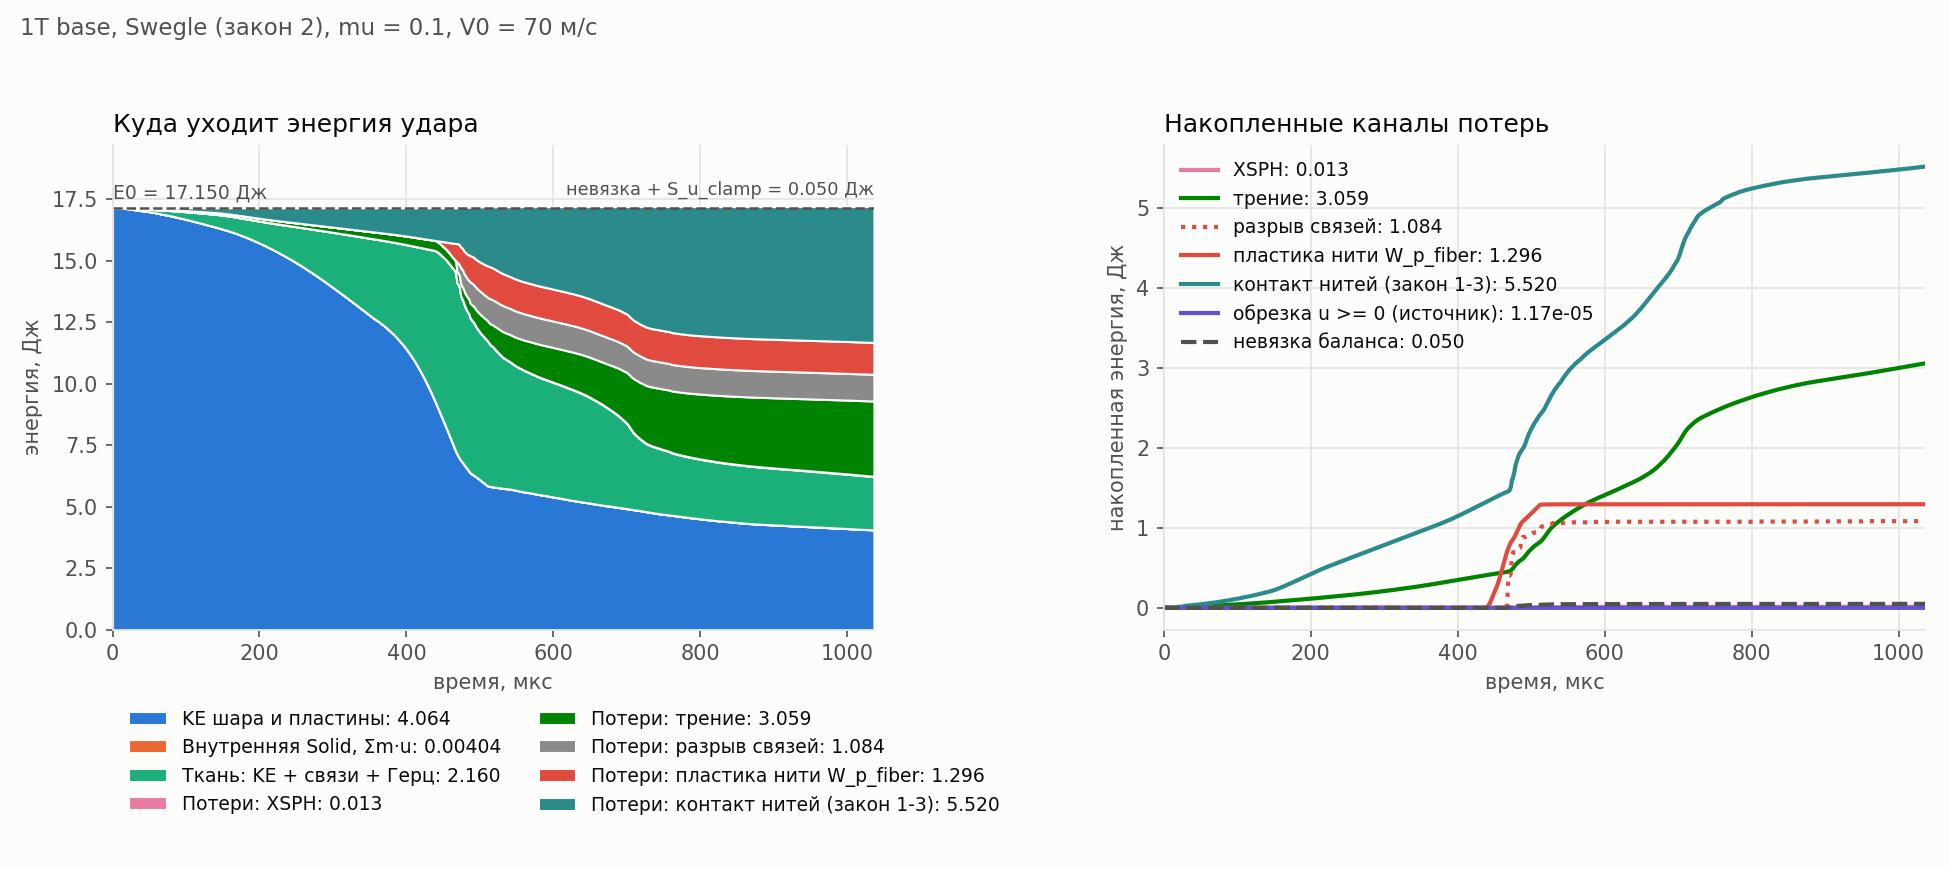 1T base, Swegle (закон 2), mu = 0.1, V0 = 70 м/с
Куда уходит энергия удара
E0 = 17.150 Дж
невязка + S_u_clamp = 0.050 Дж
энергия, Дж
17.5
15.0
12.5
10.0
7.5
5.0
2.5
0.0
0 200 400 600 800 1000
время, мкс
KE шара и пластины: 4.064
Внутренняя Solid, Σm·u: 0.00404
Ткань: KE + связи + Герц: 2.160
Потери: XSPH: 0.013
Потери: трение: 3.059
Потери: разрыв связей: 1.084
Потери: пластика нити W_p_fiber: 1.296
Потери: контакт нитей (закон 1-3): 5.520
Накопленные каналы потерь
XSPH: 0.013
трение: 3.059
разрыв связей: 1.084
пластика нити W_p_fiber: 1.296
контакт нитей (закон 1-3): 5.520
обрезка u >= 0 (источник): 1.17e-05
невязка баланса: 0.050
накопленная энергия, Дж
5
4
3
2
1
0
0 200 400 600 800 1000
время, мкс